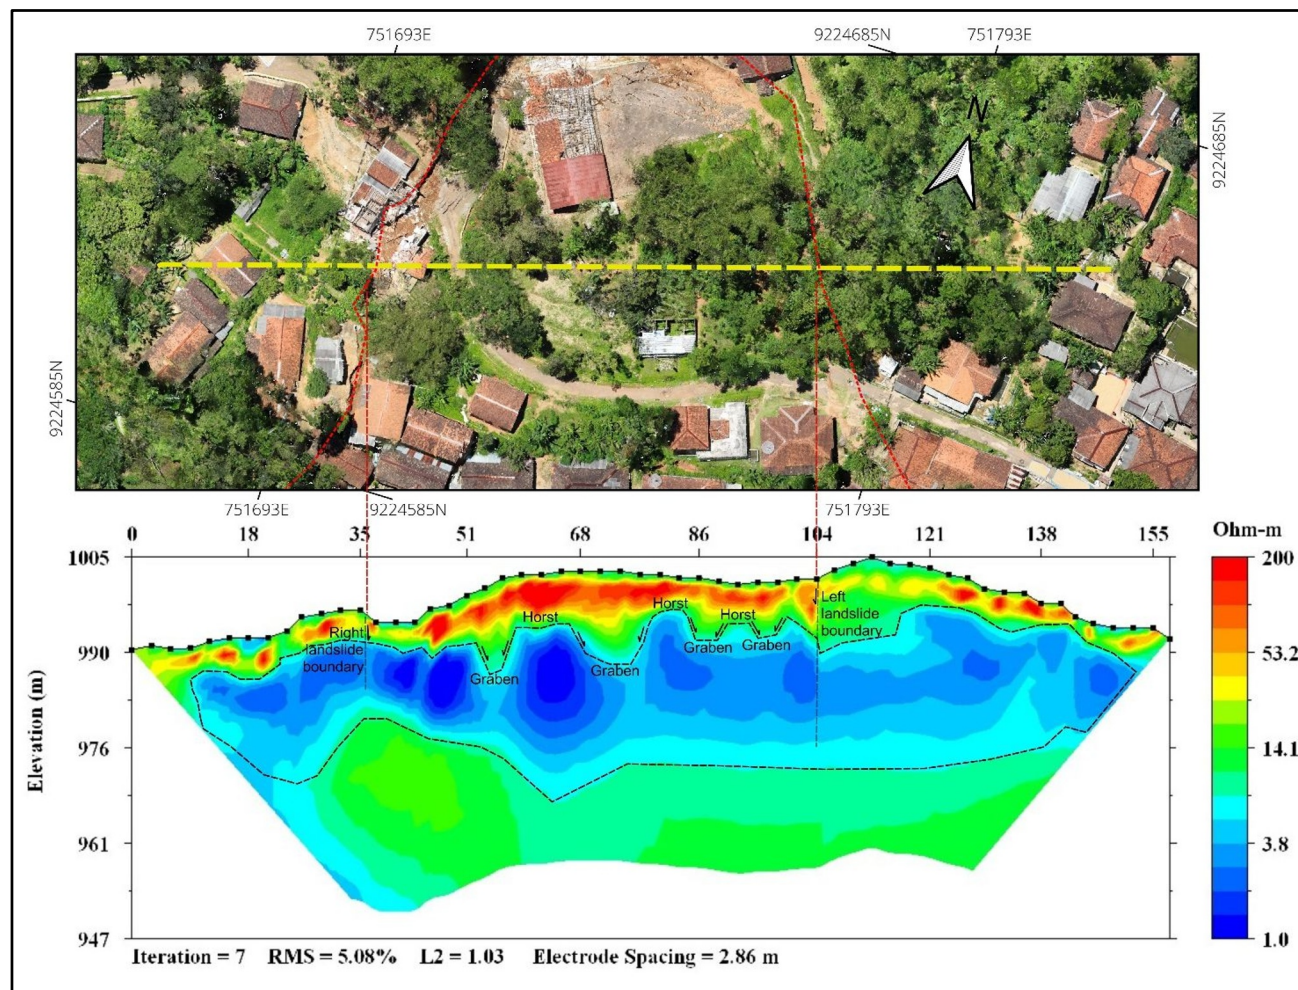 751693E
9224685N
751793E
N
9224685N
9224585N
751693E
9224585N
751793E
0 18 35 51 68 86 104 121 138 155
Ohm-m
1005
990
976
961
947
Elevation (m)
200
53.2
14.1
3.8
1.0
Right
landslide
boundary
Graben
Horst
Graben
Horst
Graben
Horst
Graben
Left
landslide
boundary
Iteration = 7 RMS = 5.08% L2 = 1.03 Electrode Spacing = 2.86 m